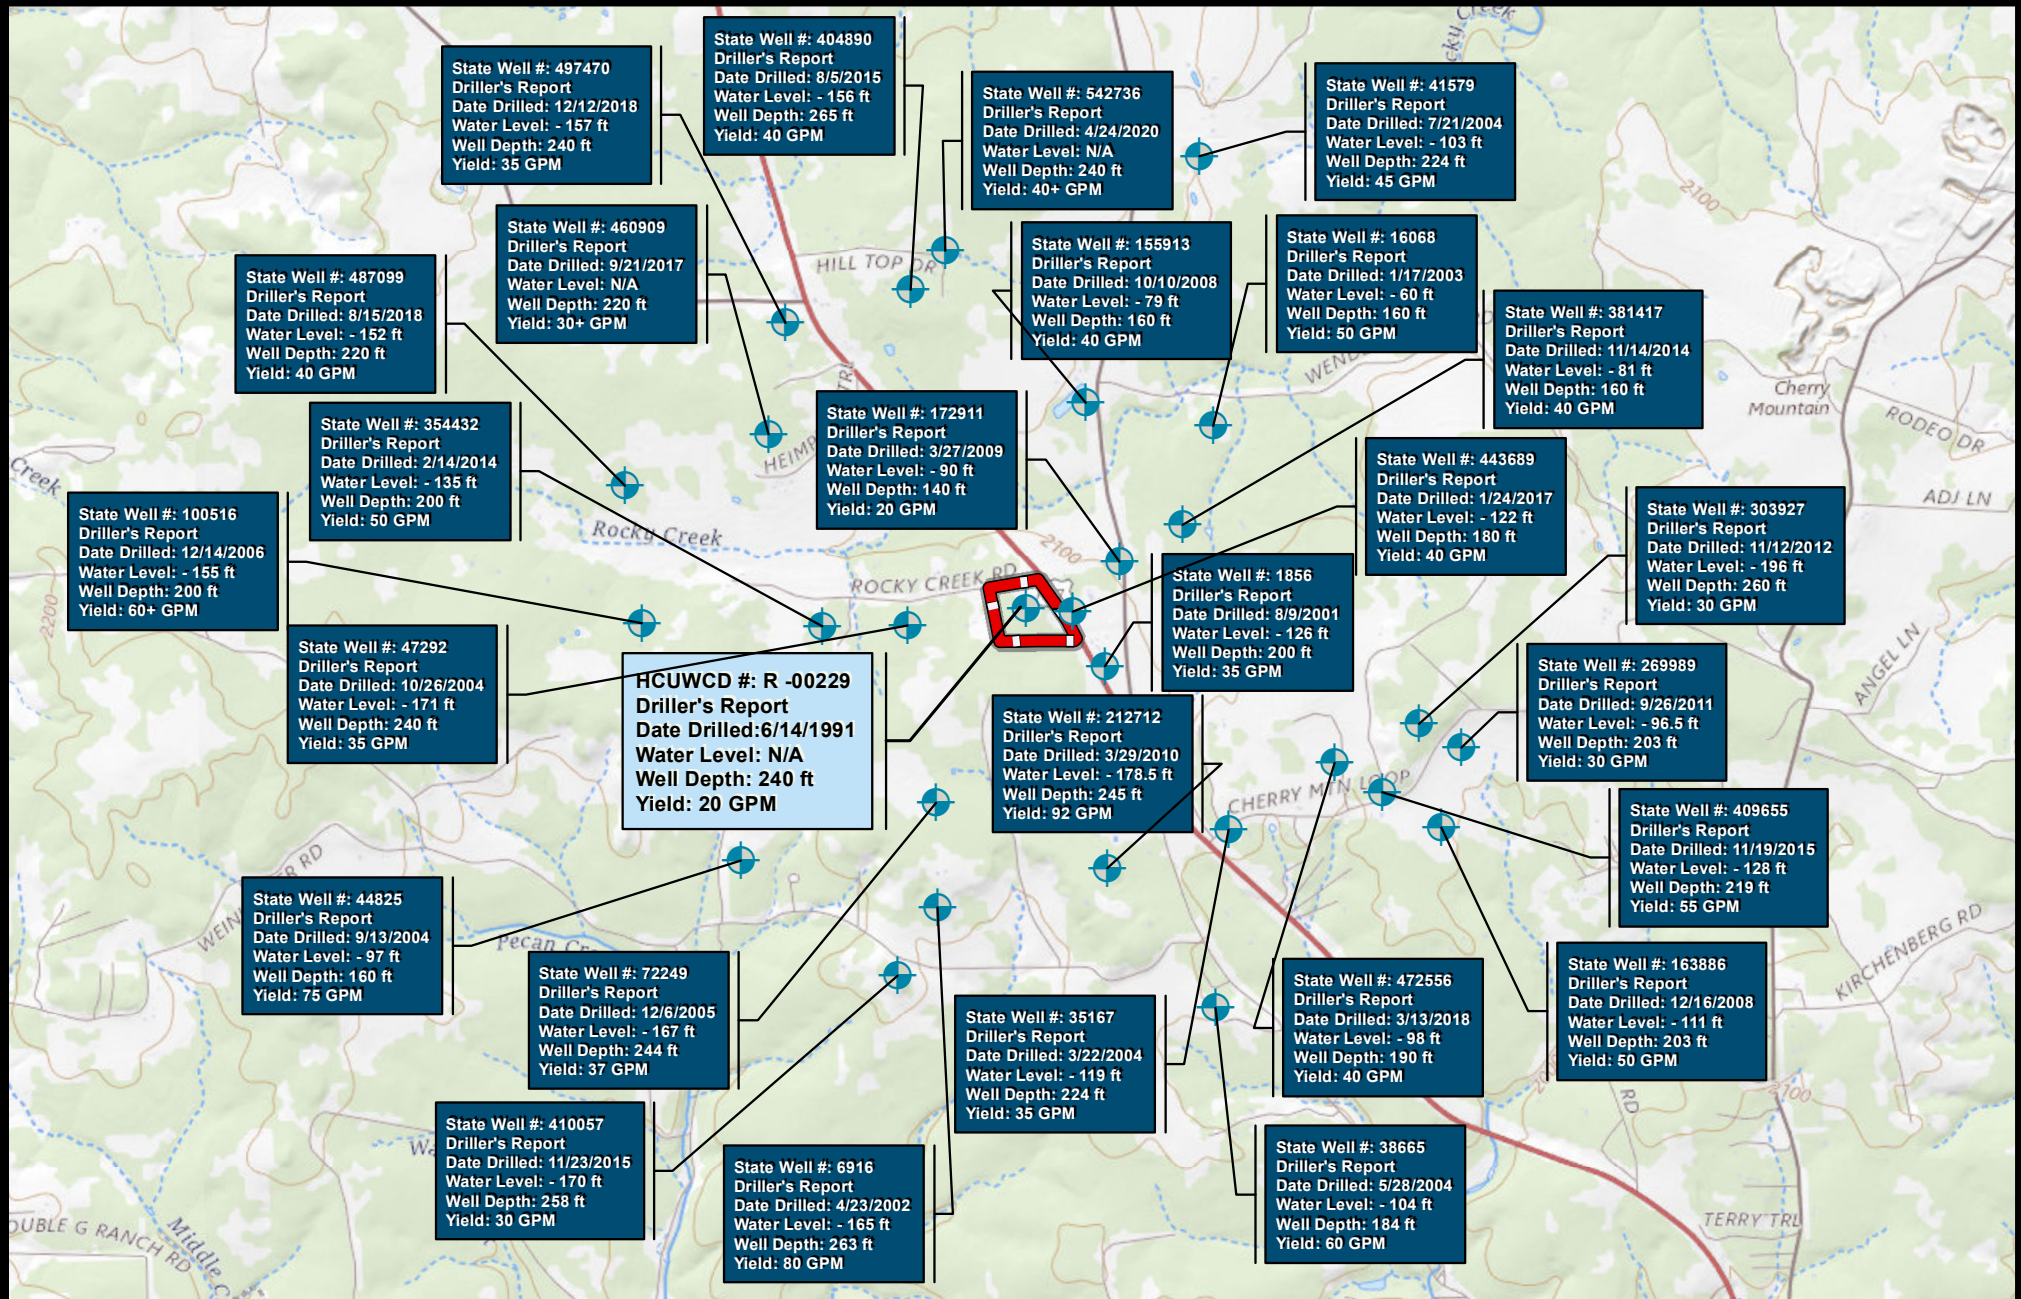 State Well #: 404890
Driller's Report
Date Drilled: 8/5/2015
Water Level: - 156 ft
Well Depth: 265 ft
Yield: 40 GPM
State Well #: 497470
Driller's Report
Date Drilled: 12/12/2018
Water Level: - 157 ft
Well Depth: 240 ft
Yield: 35 GPM
State Well #: 542736
Driller's Report
Date Drilled: 4/24/2020
Water Level: N/A
Well Depth: 240 ft
Yield: 40+ GPM
State Well #: 41579
Driller's Report
Date Drilled: 7/21/2004
Water Level: - 103 ft
Well Depth: 224 ft
Yield: 45 GPM
Creek
2100
State Well #: 460909
Driller's Report
Date Drilled: 9/21/2017
Water Level: N/A
Well Depth: 220 ft
Yield: 30+ GPM
HILL TOP DR
State Well #: 155913
Driller's Report
Date Drilled: 10/10/2008
Water Level: - 79 ft
Well Depth: 160 ft
Yield: 40 GPM
State Well #: 16068
Driller's Report
Date Drilled: 1/17/2003
Water Level: - 60 ft
Well Depth: 160 ft
Yield: 50 GPM
State Well #: 487099
Driller's Report
Date Drilled: 8/15/2018
Water Level: - 152 ft
Well Depth: 220 ft
Yield: 40 GPM
State Well #: 381417
Driller's Report
Date Drilled: 11/14/2014
Water Level: - 81 ft
Well Depth: 160 ft
Yield: 40 GPM
TRL
Cherry
Mountain
RODEO DR
State Well #: 354432
Driller's Report
Date Drilled: 2/14/2014
Water Level: - 135 ft
Well Depth: 200 ft
Yield: 50 GPM
State Well #: 172911
Driller's Report
Date Drilled: 3/27/2009
Water Level: - 90 ft
Well Depth: 140 ft
Yield: 20 GPM
State Well #: 443689
Driller's Report
Date Drilled: 1/24/2017
Water Level: - 122 ft
Well Depth: 180 ft
Yield: 40 GPM
Creek
ADJ LN
State Well #: 100516
Driller's Report
Date Drilled: 12/14/2006
Water Level: - 155 ft
Well Depth: 200 ft
Yield: 60+ GPM
Rocky Creek
2100
ROCKY CREEK RD
State Well #: 303927
Driller's Report
Date Drilled: 11/12/2012
Water Level: - 196 ft
Well Depth: 260 ft
Yield: 30 GPM
State Well #: 1856
Driller's Report
Date Drilled: 8/9/2001
Water Level: - 126 ft
Well Depth: 200 ft
Yield: 35 GPM
2200
State Well #: 47292
Driller's Report
Date Drilled: 10/26/2004
Water Level: - 171 ft
Well Depth: 240 ft
Yield: 35 GPM
HCUWCD #: R -00229
Driller's Report
Date Drilled:6/14/1991
Water Level: N/A
Well Depth: 240 ft
Yield: 20 GPM
State Well #: 269989
Driller's Report
Date Drilled: 9/26/2011
Water Level: - 96.5 ft
Well Depth: 203 ft
Yield: 30 GPM
ANGEL LN
State Well #: 212712
Driller's Report
Date Drilled: 3/29/2010
Water Level: - 178.5 ft
Well Depth: 245 ft
Yield: 92 GPM
CHERRY MTN LOOP
State Well #: 409655
Driller's Report
Date Drilled: 11/19/2015
Water Level: - 128 ft
Well Depth: 219 ft
Yield: 55 GPM
State Well #: 44825
Driller's Report
Date Drilled: 9/13/2004
Water Level: - 97 ft
Well Depth: 160 ft
Yield: 75 GPM
RD
Pecan
KIRCHENBERG RD
State Well #: 72249
Driller's Report
Date Drilled: 12/6/2005
Water Level: - 167 ft
Well Depth: 244 ft
Yield: 37 GPM
State Well #: 472556
Driller's Report
Date Drilled: 3/13/2018
Water Level: - 98 ft
Well Depth: 190 ft
Yield: 40 GPM
State Well #: 163886
Driller's Report
Date Drilled: 12/16/2008
Water Level: - 111 ft
Well Depth: 203 ft
Yield: 50 GPM
State Well #: 35167
Driller's Report
Date Drilled: 3/22/2004
Water Level: - 119 ft
Well Depth: 224 ft
Yield: 35 GPM
RD
2100
State Well #: 410057
Driller's Report
Date Drilled: 11/23/2015
Water Level: - 170 ft
Well Depth: 258 ft
Yield: 30 GPM
State Well #: 6916
Driller's Report
Date Drilled: 4/23/2002
Water Level: - 165 ft
Well Depth: 263 ft
Yield: 80 GPM
State Well #: 38665
Driller's Report
Date Drilled: 5/28/2004
Water Level: - 104 ft
Well Depth: 184 ft
Yield: 60 GPM
OUBLE G RANCH RD
Middle
TERRY TRL